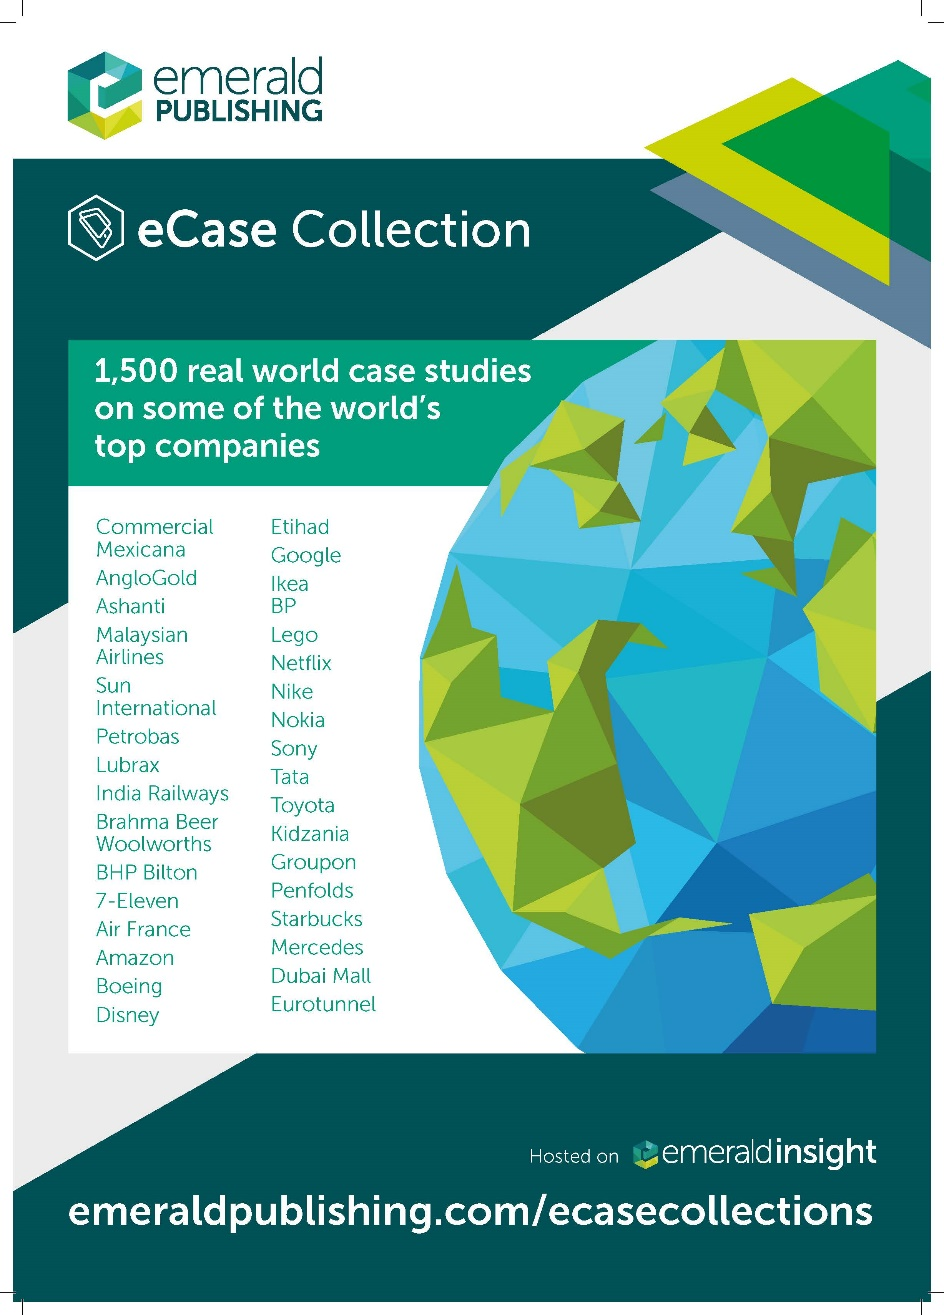 emerald
PUBLISHING
eCase Collection
1,500 real world case studies
on some of the world's
top companies
Commercial
Mexicana
AngloGold
Ashanti
Malaysian
Airlines
Sun
International
Petrobas
Lubrax
India Railways
Brahma Beer
Woolworths
BHP Bilton
7-Eleven
Air France
Amazon
Boeing
Disney
Etihad
Google
Ikea
BP
Lego
Netflix
Nike
Nokia
Sony
Tata
Toyota
Kidzania
Groupon
Penfolds
Starbucks
Mercedes
Dubai Mall
Eurotunnel
Hosted on emeraldinsight
emeraldpublishing.com/ecasecollections